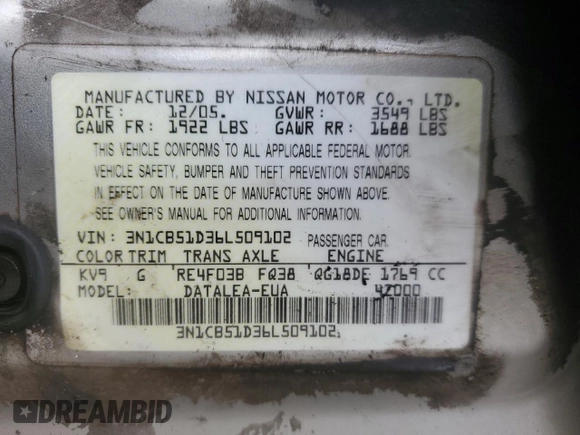 MANUFACTURED BY NISSAN MOTOR CO., LTD.
DATE: 12/05. GVWR: 3549 LBS
GAWR FR: 1922 LBS GAWR RR: 1688 LBS
THIS VEHICLE CONFORMS TO ALL APPLICABLE FEDERAL MOTOR
VEHICLE SAFETY, BUMPER AND THEFT PREVENTION STANDARDS
IN EFFECT ON THE DATE OF MANUFACTURE SHOWN ABOVE.
SEE OWNER'S MANUAL FOR ADDITIONAL INFORMATION.
VIN: 3N1CB51D36L509102 PASSENGER CAR
COLOR TRIM TRANS AXLE ENGINE
KV9 G RE4F03B FQ38 QG18DE 1769 CC
MODEL: DATALEA-EUA 4Z000
3N1CB51D36L509102
DREAMBID